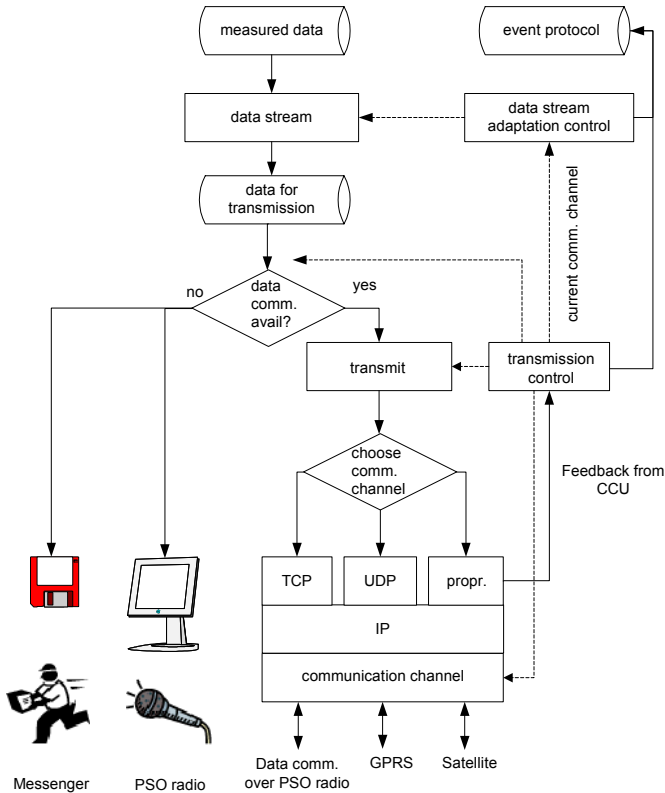 measured data
event protocol
data stream
data stream
adaptation control
data for
transmission
current comm. channel
no
data
comm.
avail?
yes
transmit
transmission
control
choose
comm.
channel
Feedback from
CCU
TCP
UDP
propr.
IP
communication channel
Messenger
PSO radio
Data comm.
over PSO radio
GPRS
Satellite